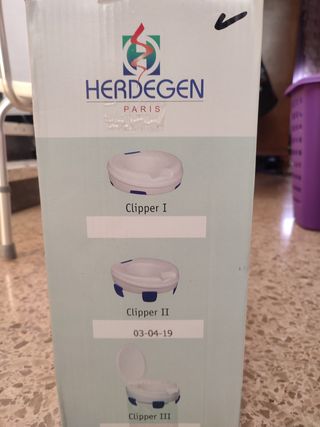 HERDEGEN
PARIS
Clipper I
Clipper II
03-04-19
Clipper III